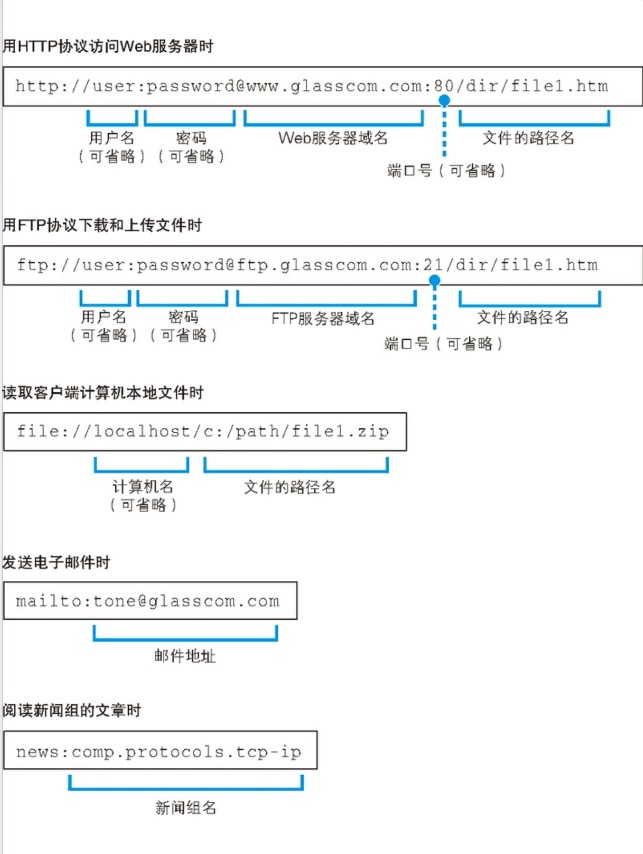 用HTTP协议访问Web服务器时
http://user:password@www.glasscom.com:80/dir/file1.htm
用户名 密码 Web服务器域名 文件的路径名
（可省略）（可省略） 端口号（可省略）
用FTP协议下载和上传文件时
ftp://user:password@ftp.glasscom.com:21/dir/file1.htm
用户名 密码 FTP服务器域名 文件的路径名
（可省略）（可省略） 端口号（可省略）
读取客户端计算机本地文件时
file://localhost/c:/path/file1.zip
计算机名 文件的路径名
（可省略）
发送电子邮件时
mailto:tone@glasscom.com
邮件地址
阅读新闻组的文章时
news:comp.protocols.tcp-ip
新闻组名